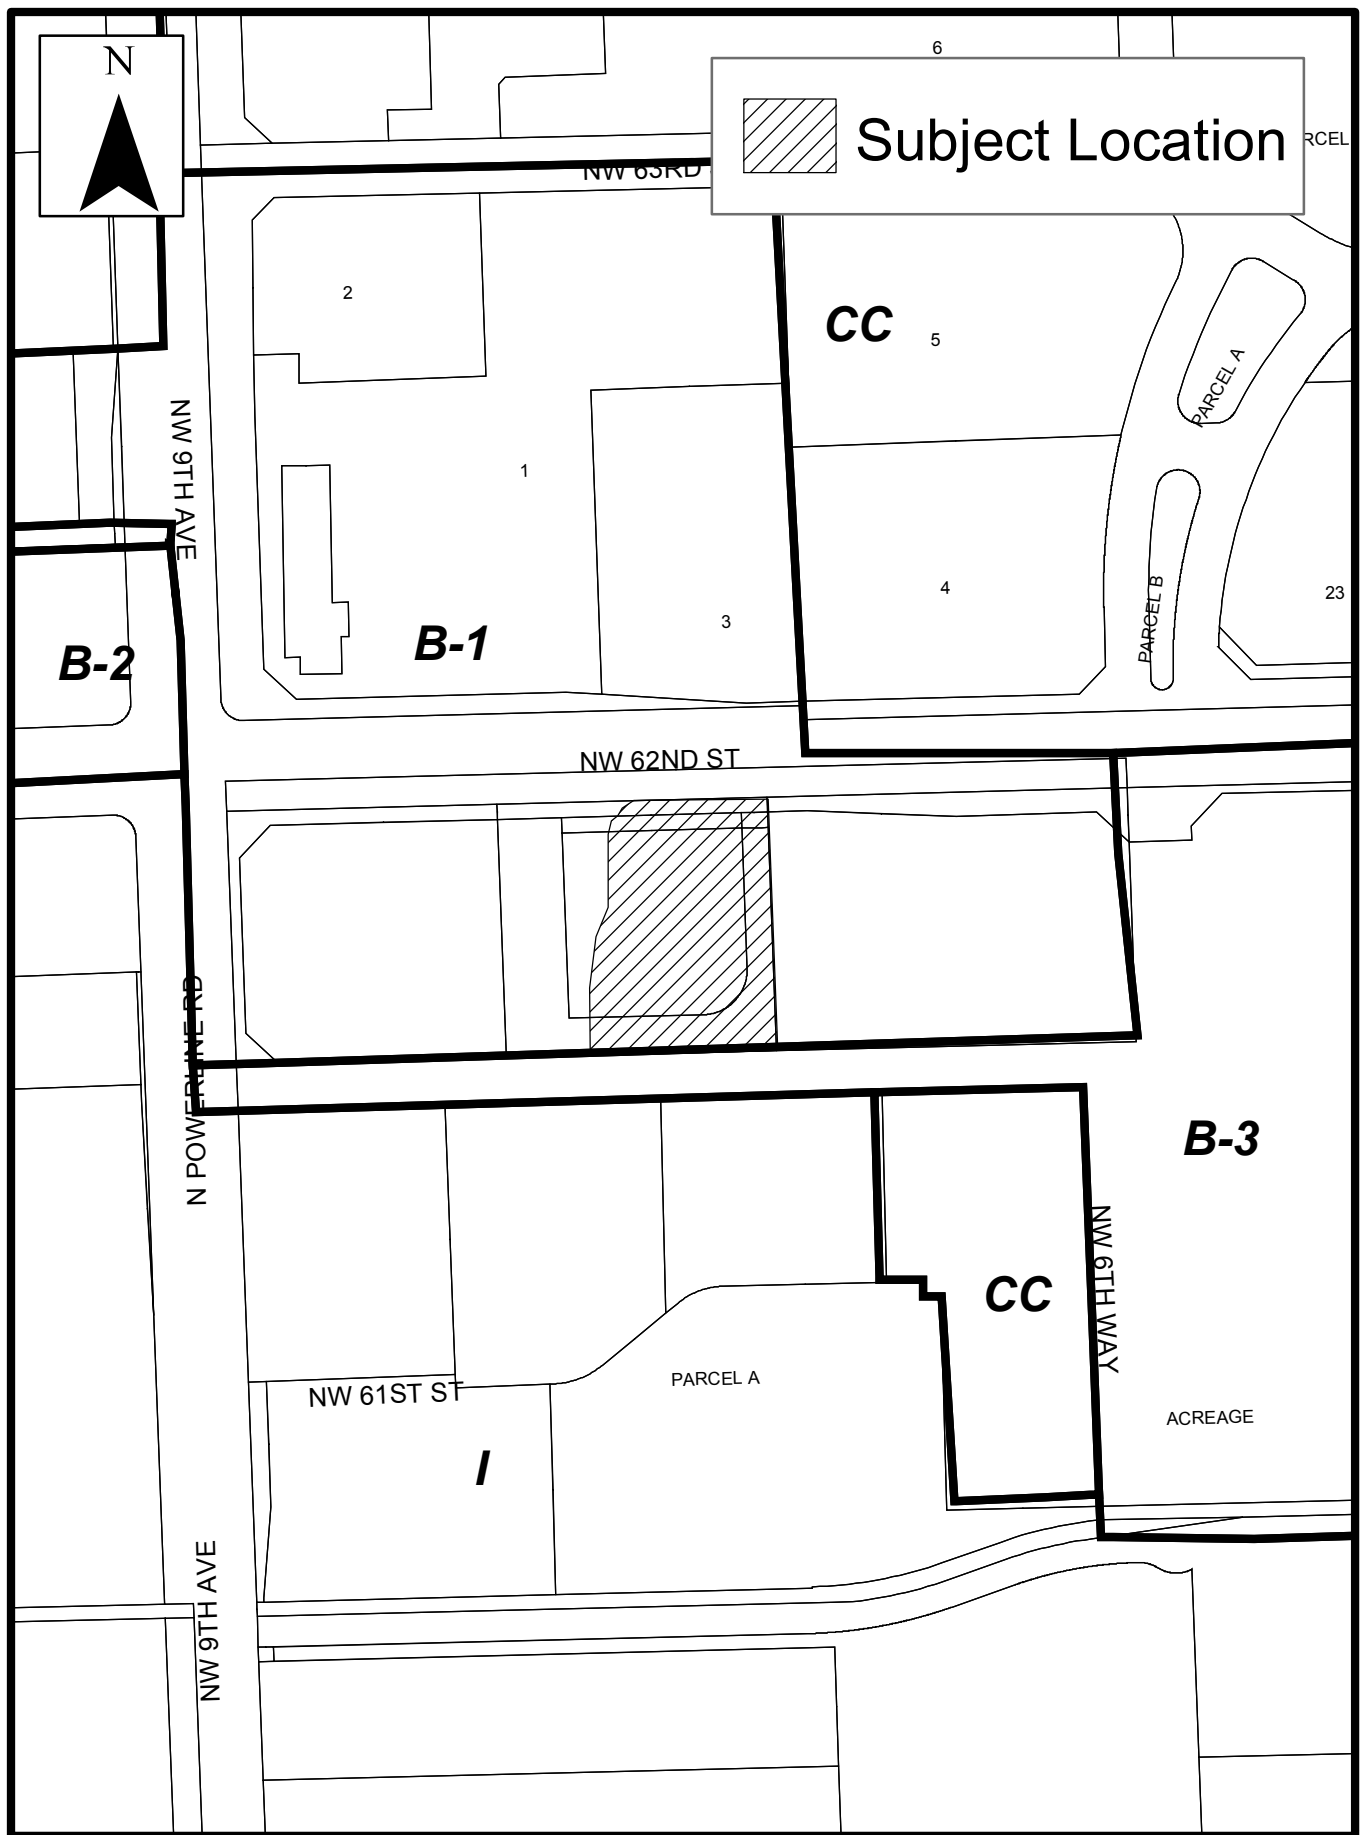 N
6
Subject Location
RCEL
NW 63RD
2
CC
5
PARCEL A
NW 9TH AVE
1
4
PARCEL B
23
3
B-1
B-2
NW 62ND ST
N POWERLINE RD
B-3
NW 6TH WAY
CC
PARCEL A
NW 61ST ST
ACREAGE
I
NW 9TH AVE